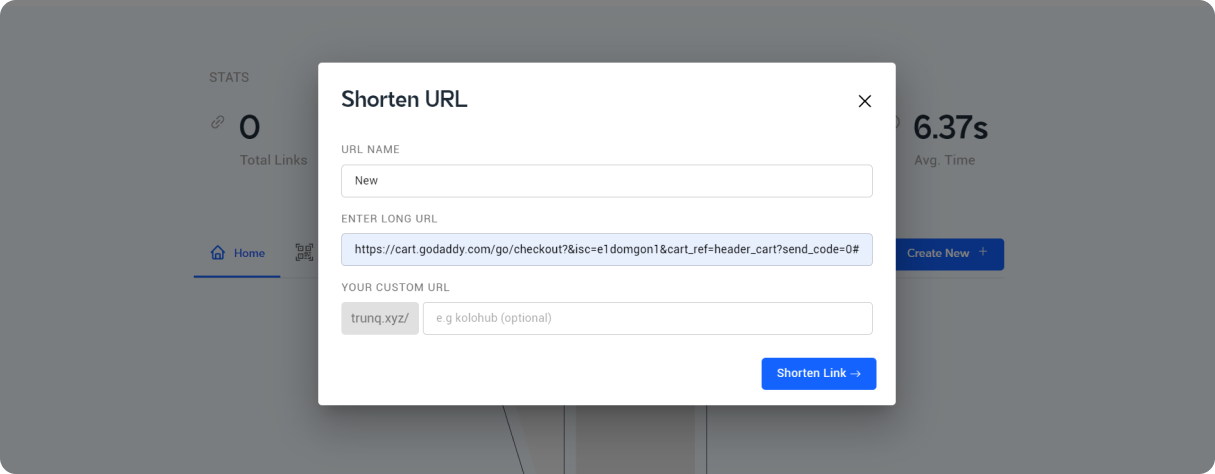 STATS
0
Total Links
6.37s
Avg. Time
Home
Create New +
Shorten URL
URL NAME
New
ENTER LONG URL
https://cart.godaddy.com/go/checkout?&isc=e1domgon1&cart_ref=header_cart?send_code=0#
YOUR CUSTOM URL
trunq.xyz/
e.g kolohub (optional)
Shorten Link →